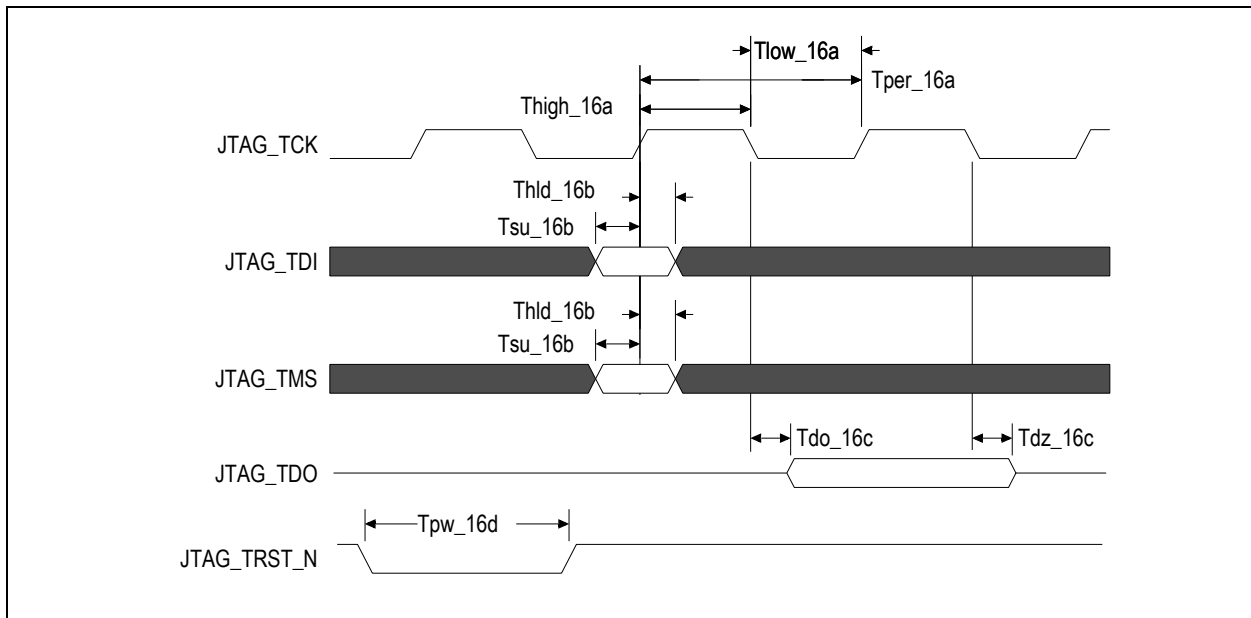 Tlow_16a
Tper_16a
Thigh_16a
JTAG_TCK
Thld_16b
Tsu_16b
JTAG_TDI
Thld_16b
Tsu_16b
JTAG_TMS
Tdo_16c
Tdz_16c
JTAG_TDO
Tpw_16d
JTAG_TRST_N